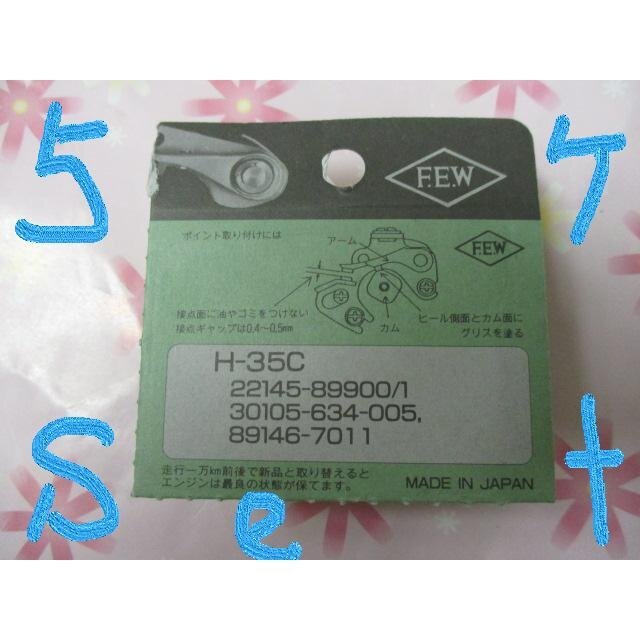 5ケ
F.E.W
ポイント取り付けには
アーム
F.E.W
接点面に油やゴミをつけない
接点ギャップは0.4〜0.5mm
カム
ヒール側面とカム面に
グリスを塗る
H-35C
22145-89900/1
30105-634-005,
89146-7011
走行一万km前後で新品と取り替えると
エンジンは最良の状態が保てます。
MADE IN JAPAN
Set